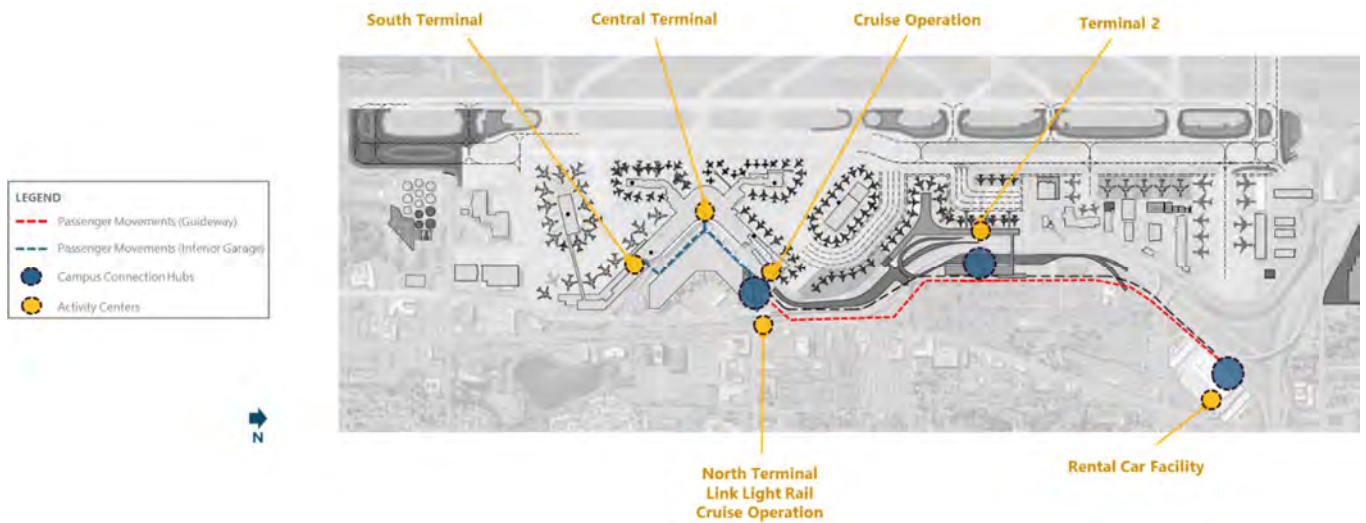 South Terminal
Central Terminal
Cruise Operation
Terminal 2
LEGEND
Passenger Movements (Guideway)
Passenger Movements (Inferior Garage)
Campus Connection Hubs
Activity Centers
N
North Terminal
Link Light Rail
Cruise Operation
Rental Car Facility